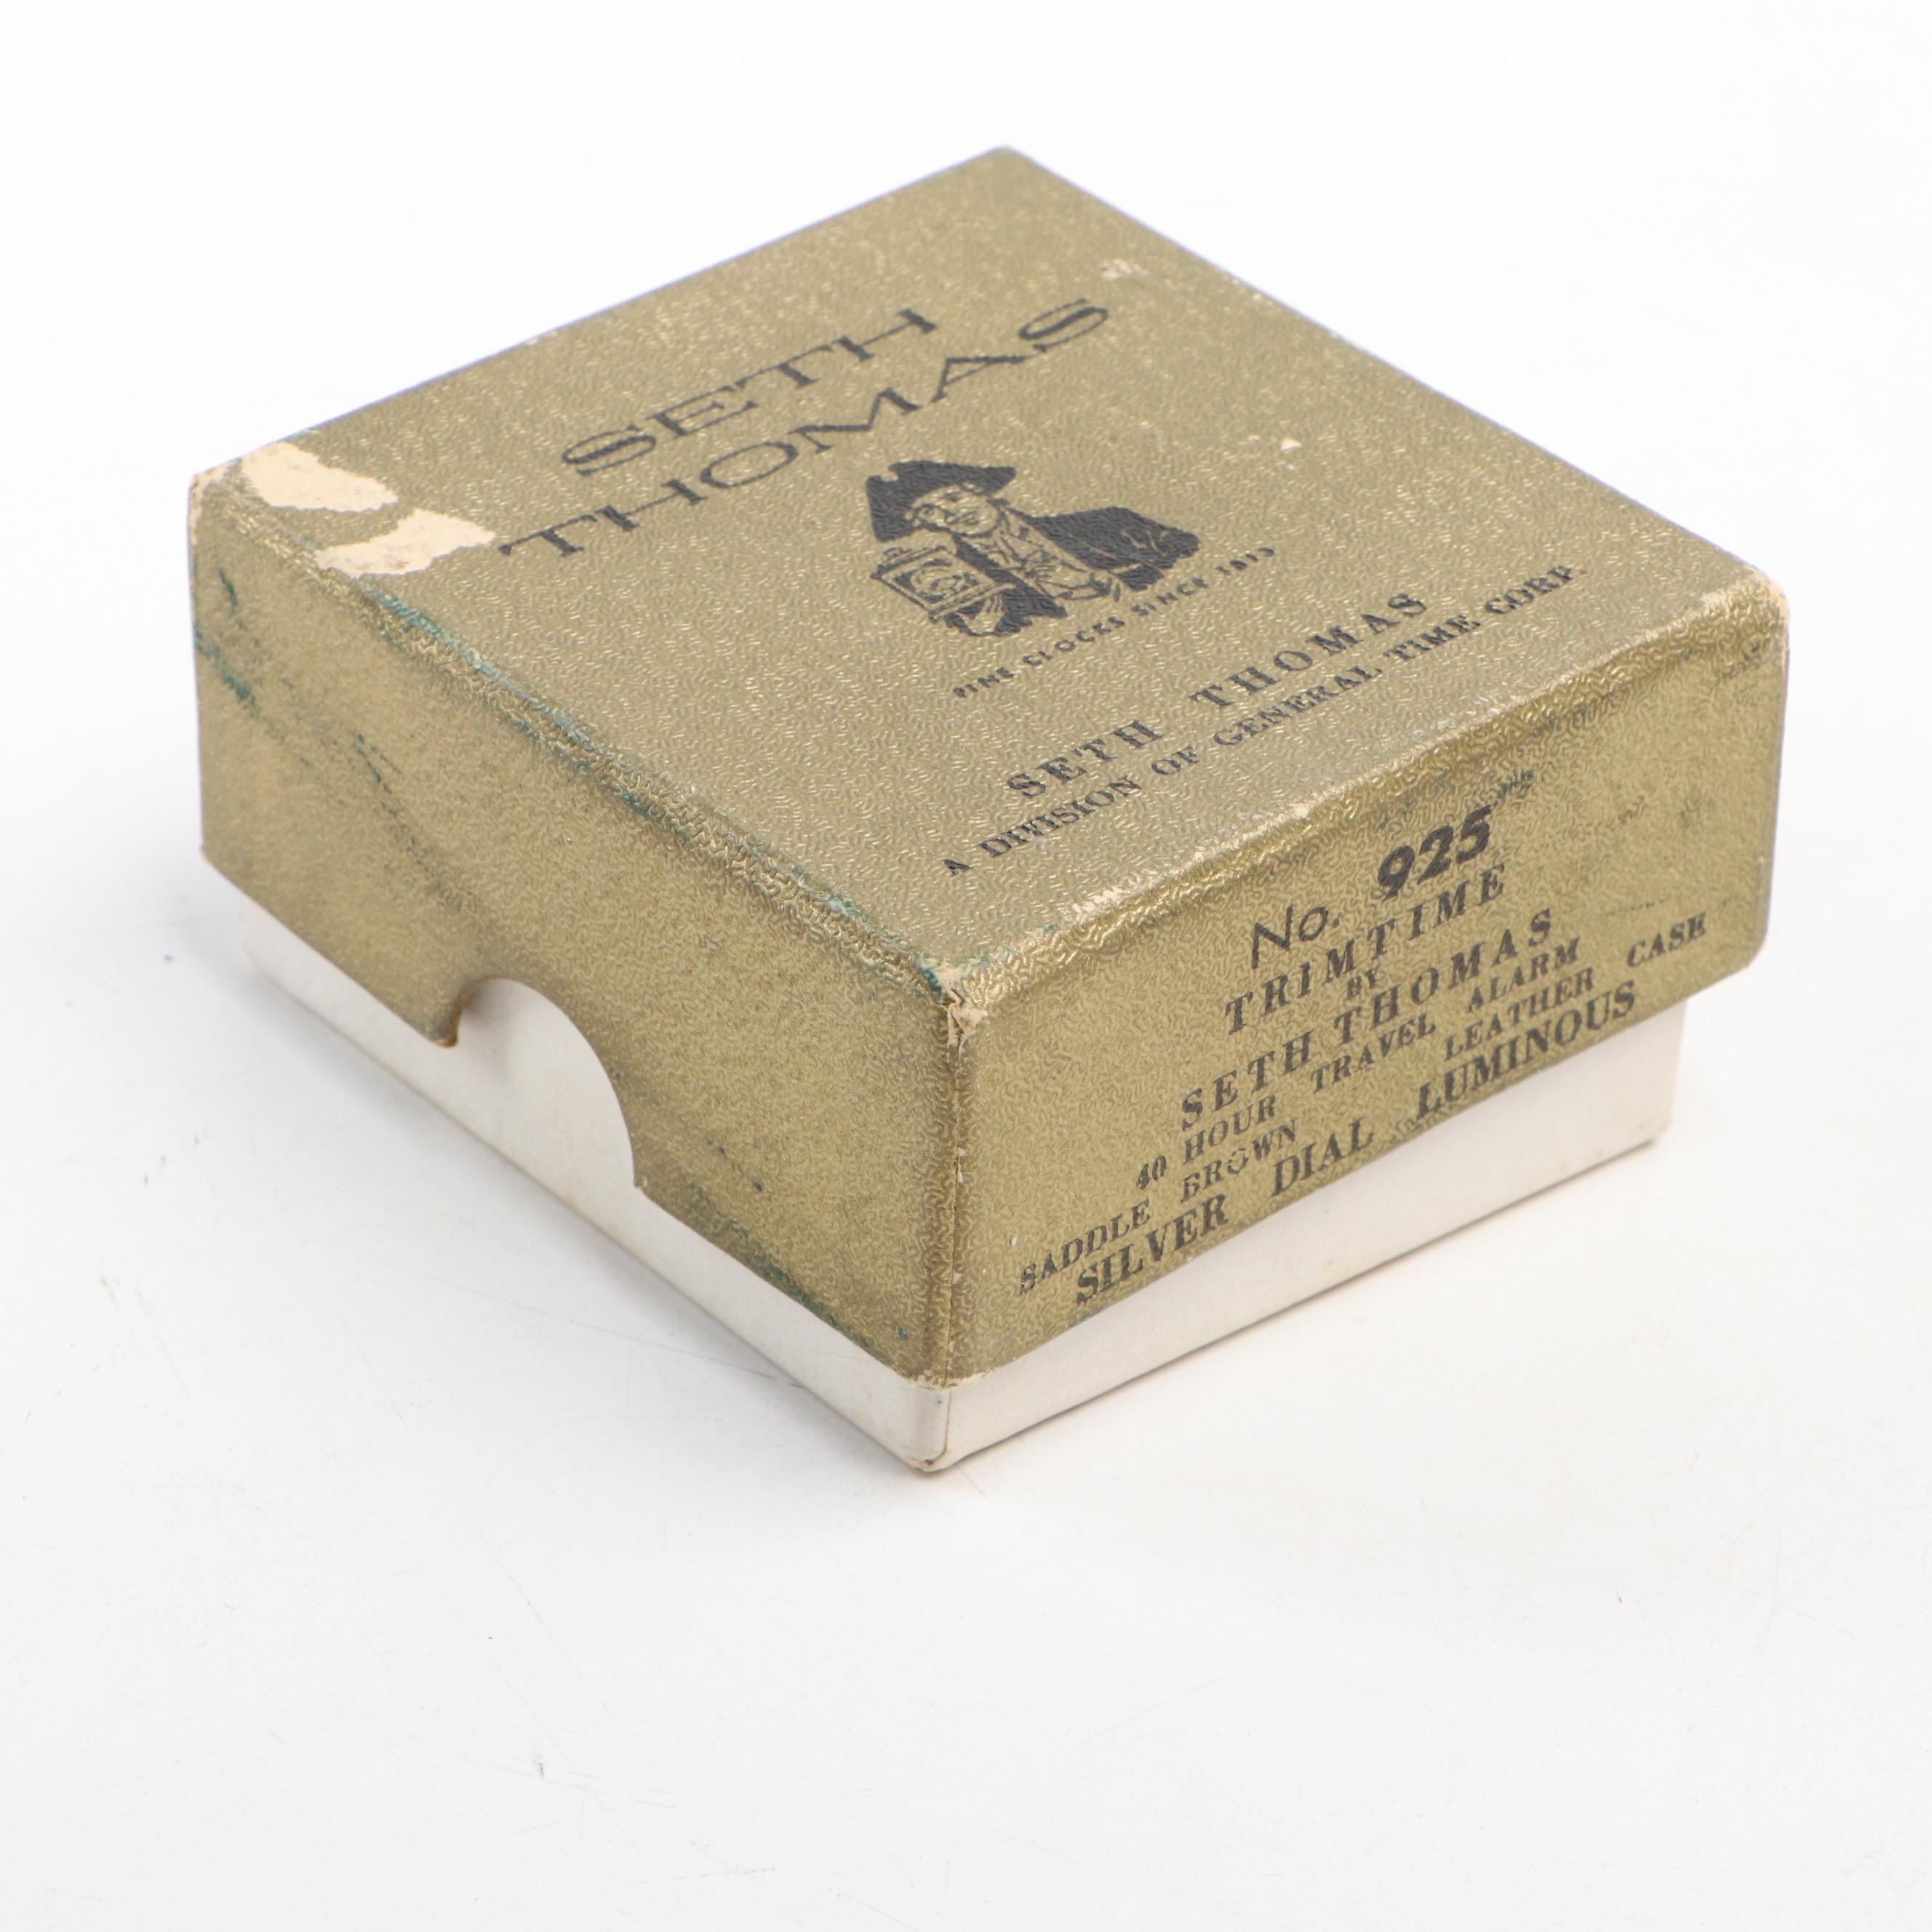 SETH
THOMAS
FINE CLOCKS SINCE 1813
SETH THOMAS
A DIVISION OF GENERAL TIME CORP.
No. 925
TRIMTIME
BY
SETH THOMAS
40 HOUR TRAVEL ALARM
SADDLE BROWN LEATHER CASE
SILVER DIAL LUMINOUS